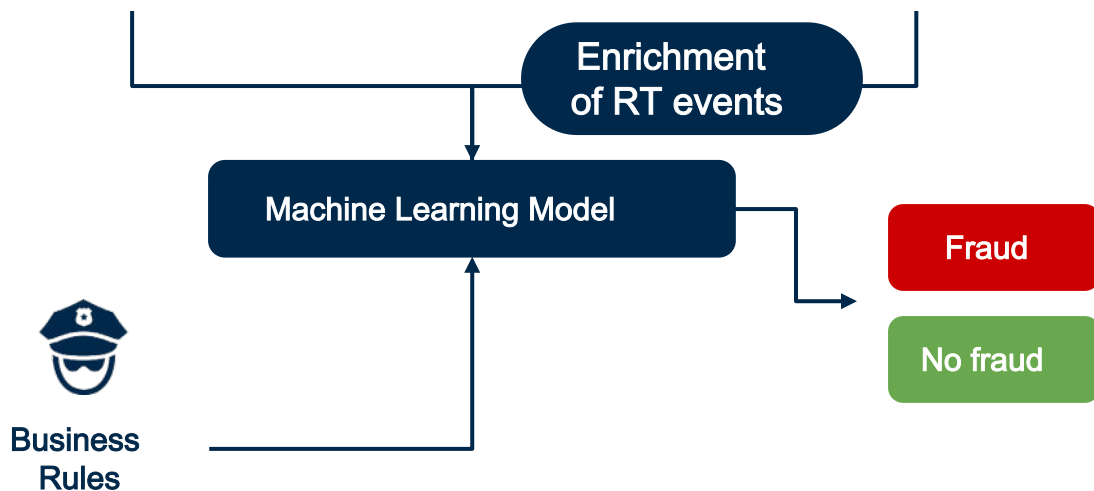 Enrichment
of RT events
Machine Learning Model
Fraud
No fraud
Business
Rules